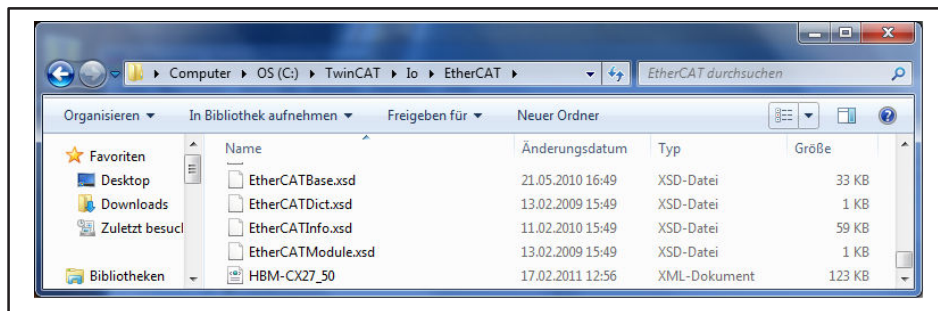 Computer ▸ OS (C:) ▸ TwinCAT ▸ Io ▸ EtherCAT ▸ EtherCAT durchsuchen
Organisieren In Bibliothek aufnehmen Freigeben für Neuer Ordner
Favoriten
Desktop
Downloads
Zuletzt besucl
Bibliotheken
Name Änderungsdatum Typ Größe
EtherCATBase.xsd 21.05.2010 16:49 XSD-Datei 33 KB
EtherCATDict.xsd 13.02.2009 15:49 XSD-Datei 1 KB
EtherCATInfo.xsd 11.02.2010 15:49 XSD-Datei 59 KB
EtherCATModule.xsd 13.02.2009 15:49 XSD-Datei 1 KB
HBM-CX27_50 17.02.2011 12:56 XML-Dokument 123 KB